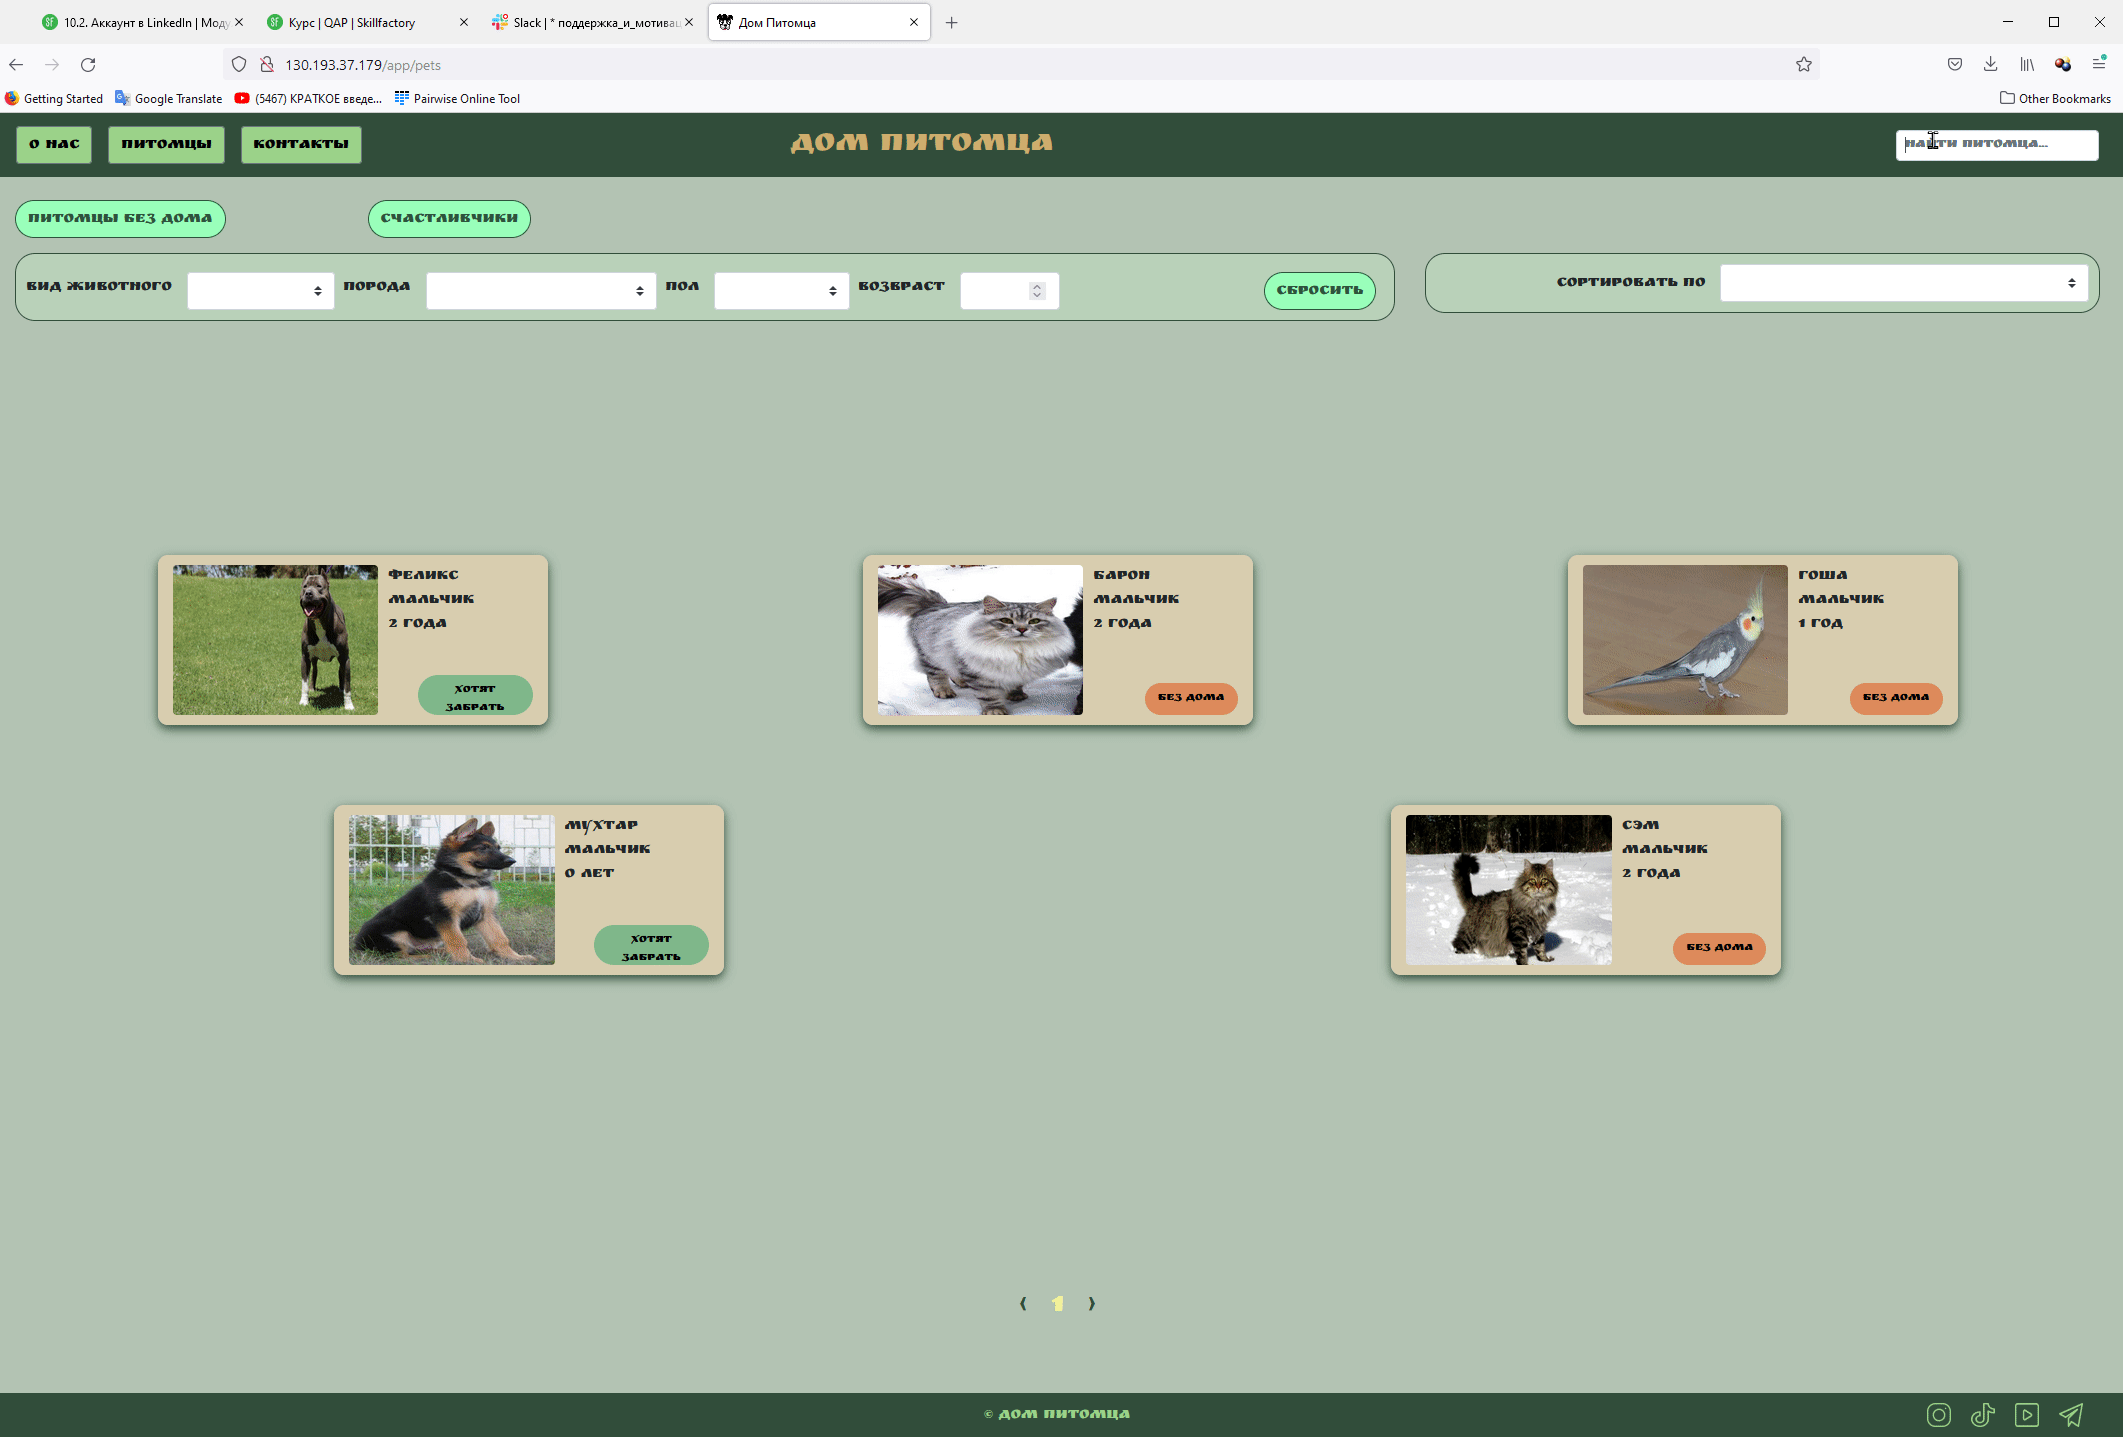 10.2. Аккаунт в LinkedIn | Моду
Курс | QAP | Skillfactory
Slack | * поддержка_и_мотивац
Дом Питомца
130.193.37.179/app/pets
Getting Started
Google Translate
(5467) КРАТКОЕ введе...
Pairwise Online Tool
Other Bookmarks
О НАС
ПИТОМЦЫ
КОНТАКТЫ
ДОМ ПИТОМЦА
НАЙТИ ПИТОМЦА...
ПИТОМЦЫ БЕЗ ДОМА
СЧАСТЛИВЧИКИ
ВИД ЖИВОТНОГО
ПОРОДА
ПОЛ
ВОЗВРАСТ
СБРОСИТЬ
СОРТИРОВАТЬ ПО
ФЕЛИКС
МАЛЬЧИК
2 ГОДА
ХОТЯТ
ЗАБРАТЬ
БАРОН
МАЛЬЧИК
2 ГОДА
БЕЗ ДОМА
ГОША
МАЛЬЧИК
1 ГОД
БЕЗ ДОМА
МУХТАР
МАЛЬЧИК
0 ЛЕТ
ХОТЯТ
ЗАБРАТЬ
СЭМ
МАЛЬЧИК
2 ГОДА
БЕЗ ДОМА
⟨ 1 ⟩
© ДОМ ПИТОМЦА